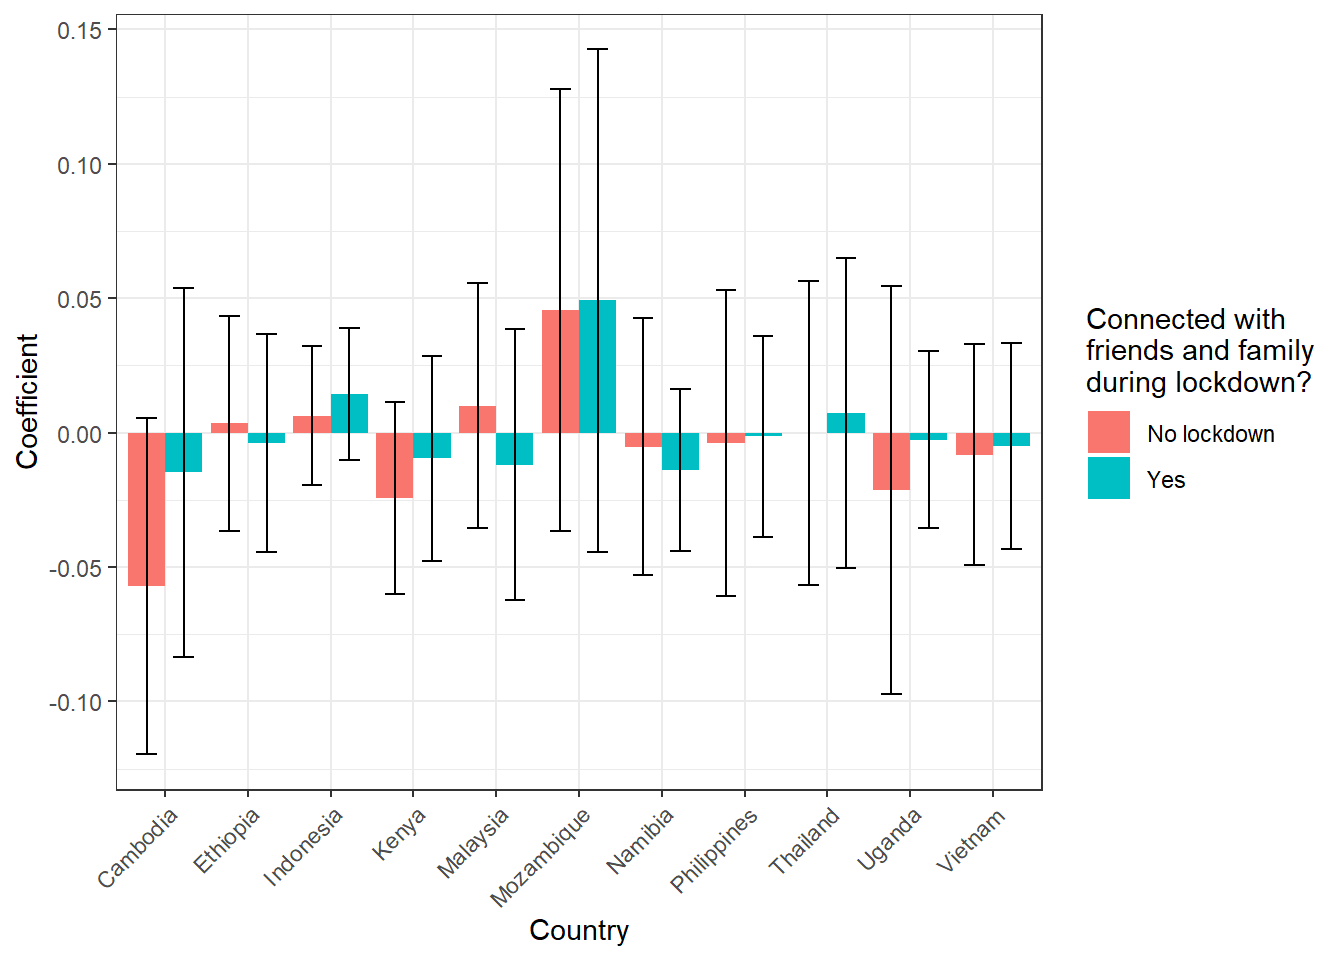 0.15
0.10
0.05
0.00
-0.05
-0.10
Coefficient
Cambodia
Ethiopia
Indonesia
Kenya
Malaysia
Mozambique
Namibia
Philippines
Thailand
Uganda
Vietnam
Country
Connected with
friends and family
during lockdown?
No lockdown
Yes